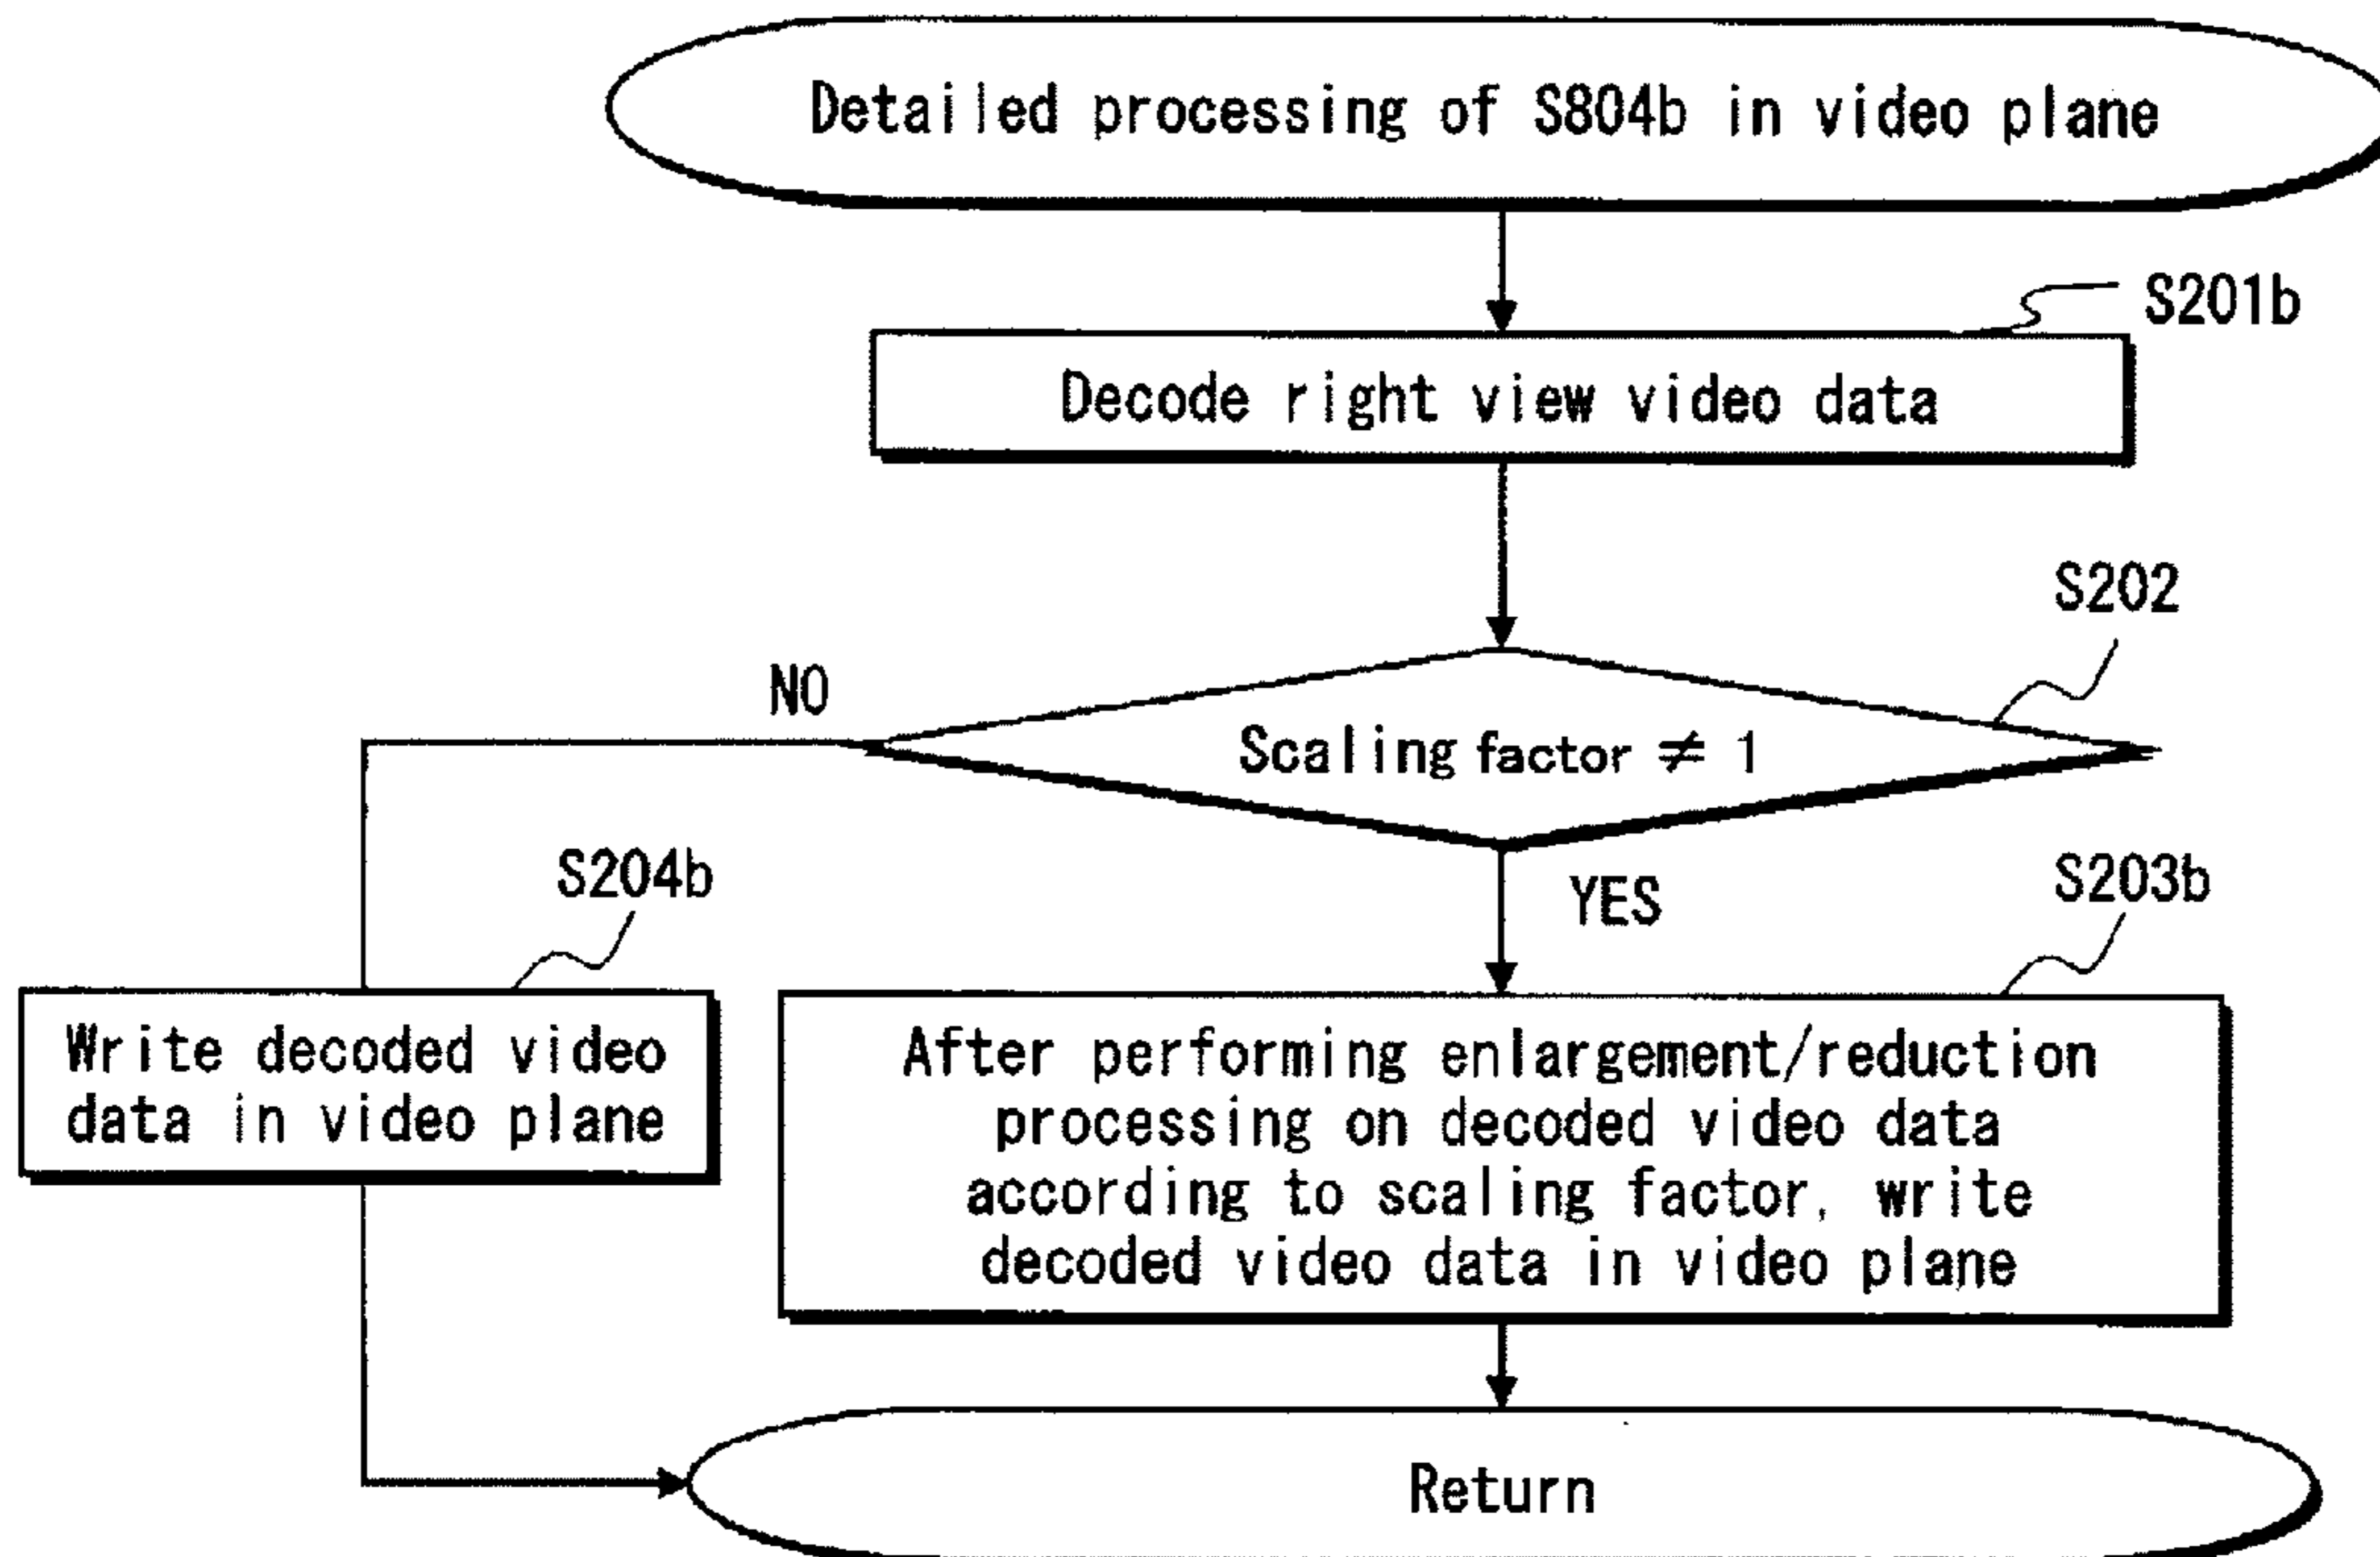 Detailed processing of S804b in video plane
S201b
Decode right view video data
S202
NO
Scaling factor ≠ 1
S204b
YES
S203b
Write decoded video
data in video plane
After performing enlargement/reduction
processing on decoded video data
according to scaling factor, write
decoded video data in video plane
Return